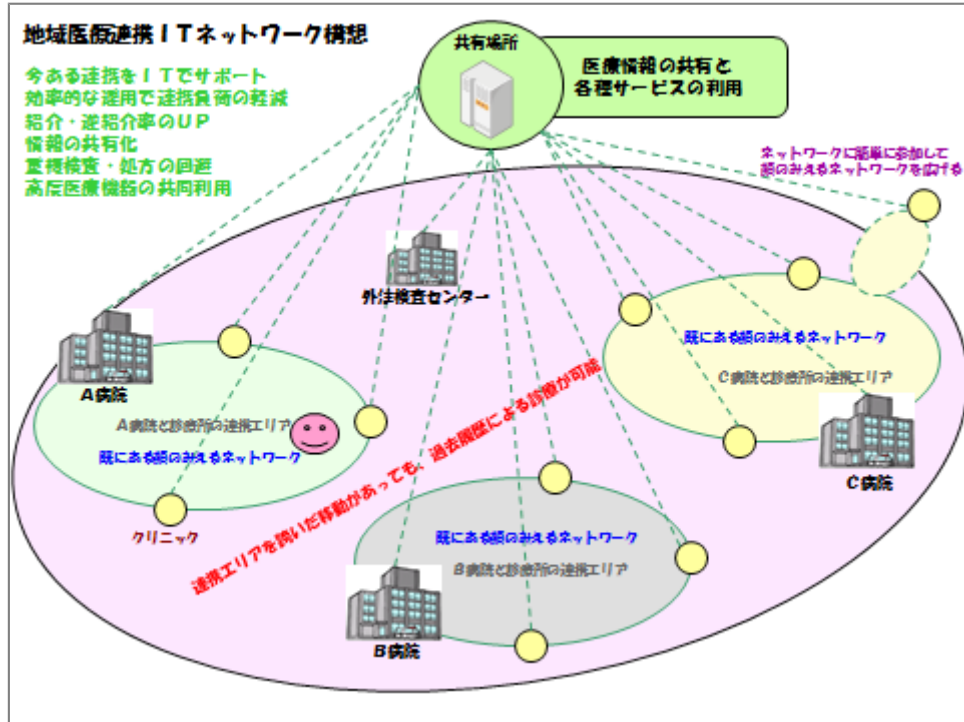 地域医療連携ＩＴネットワーク構想
今ある連携をＩＴでサポート
効率的な運用で連携負荷の軽減
紹介・逆紹介率のＵＰ
情報の共有化
重複検査・処方の回避
高度医療機器の共同利用
共有場所
医療情報の共有と
各種サービスの利用
ネットワークに簡単に参加して
顔のみえるネットワークを広げる
外注検査センター
A病院
A病院と診療所の連携エリア
既にある顔のみえるネットワーク
クリニック
連携エリアを跨いだ移動があっても、過去履歴による診療が可能
既にある顔のみえるネットワーク
C病院と診療所の連携エリア
C病院
既にある顔のみえるネットワーク
B病院と診療所の連携エリア
B病院